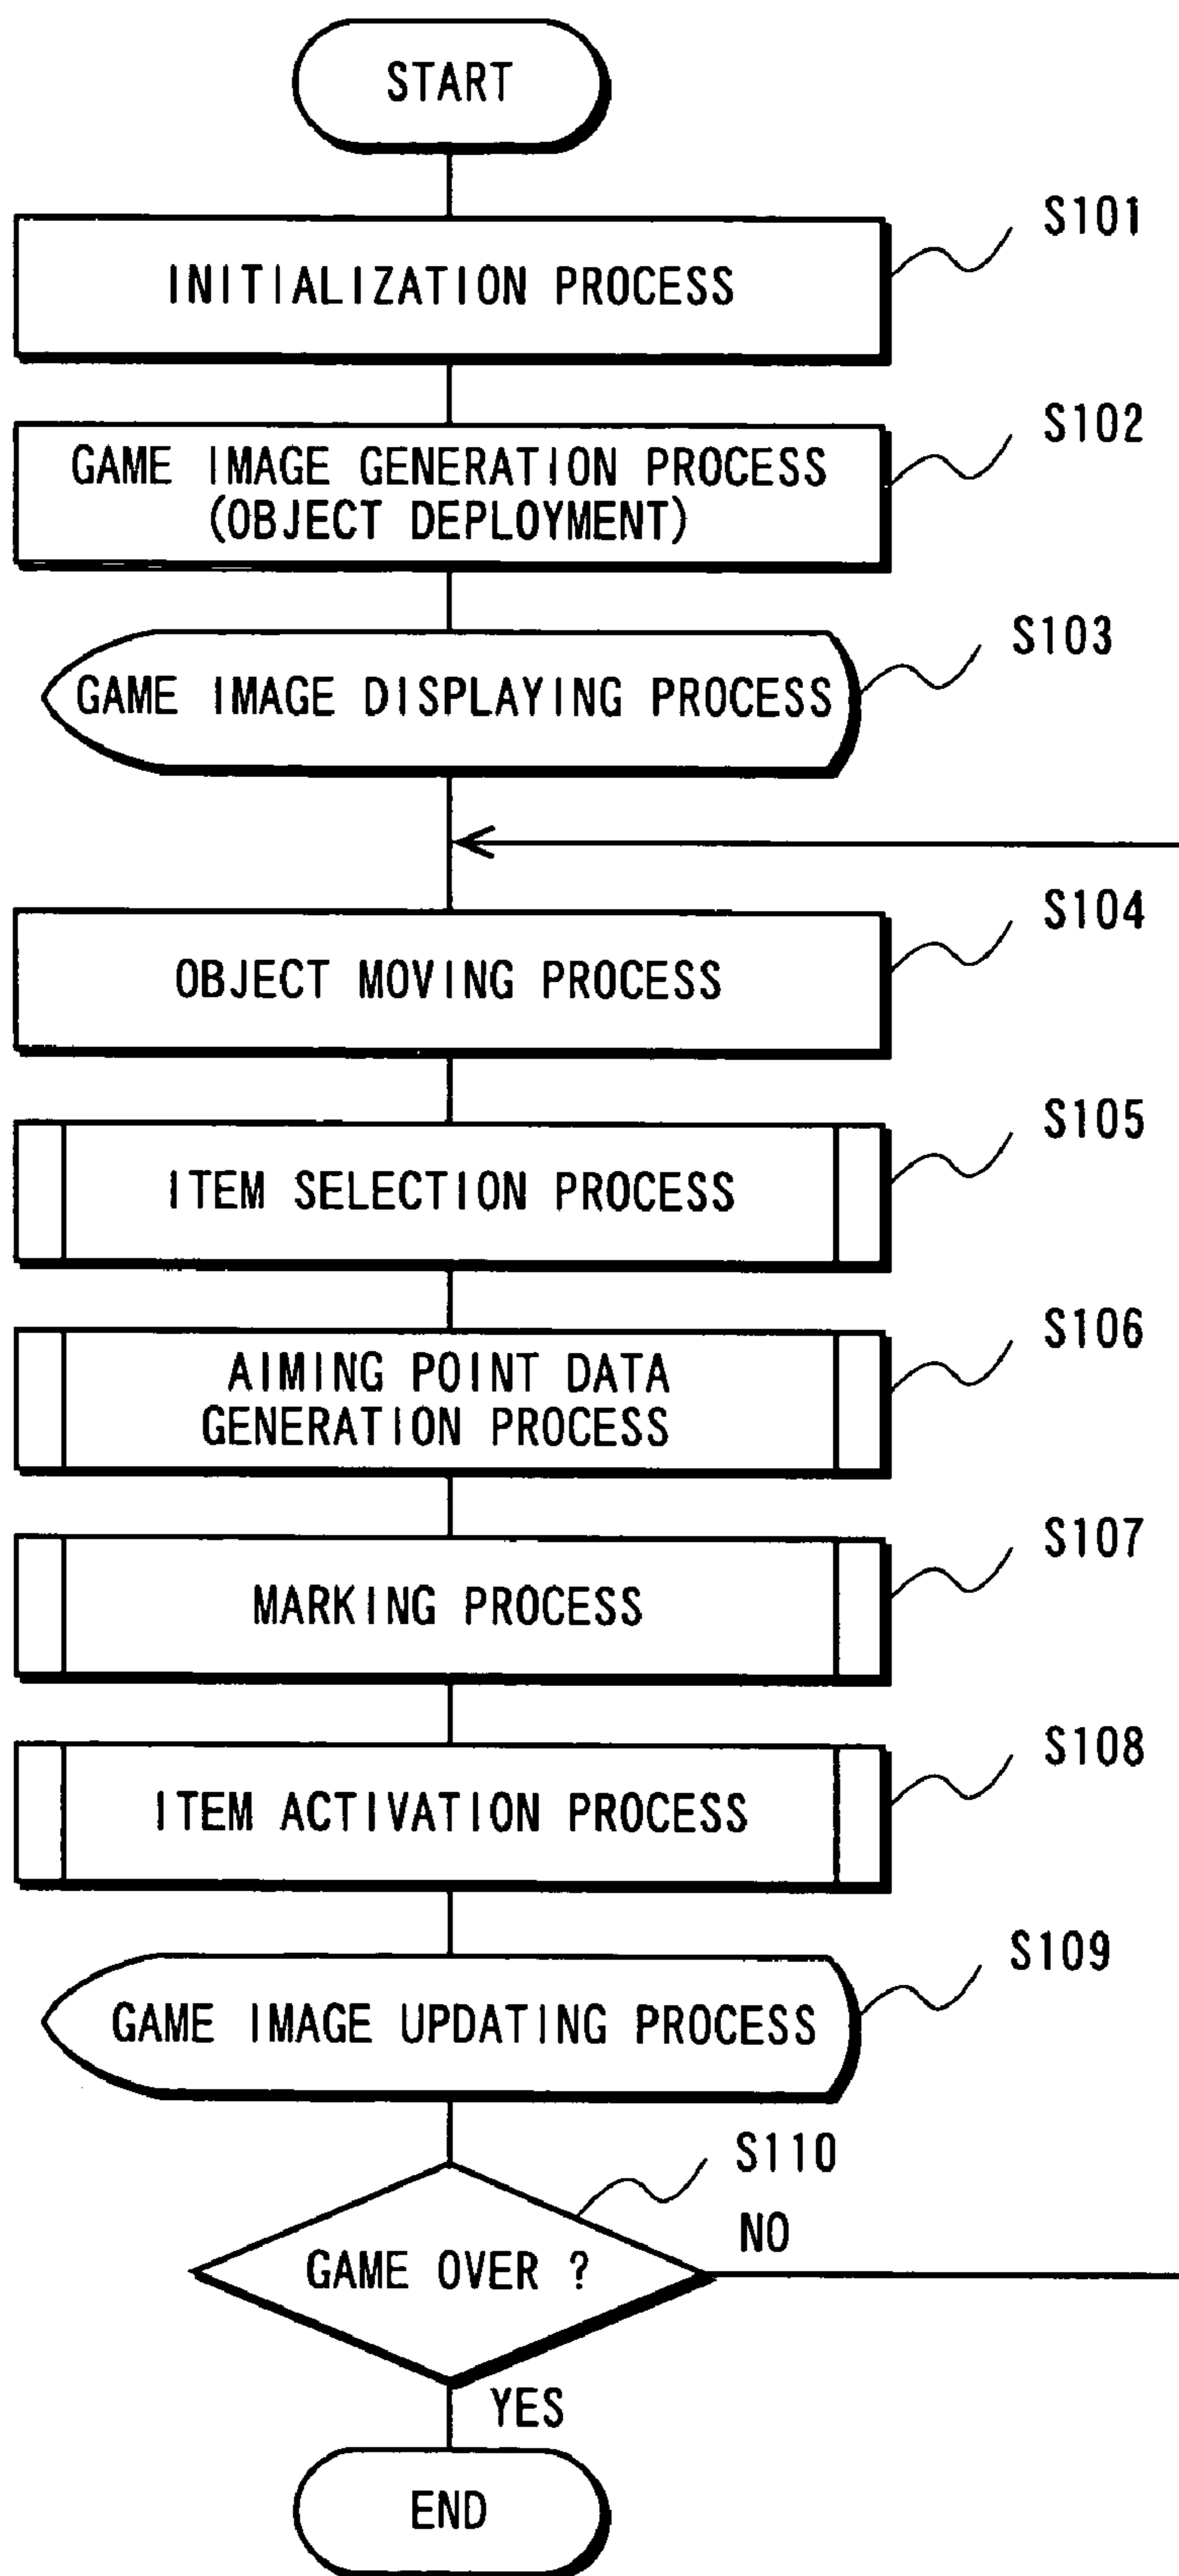 START
S101
INITIALIZATION PROCESS
S102
GAME IMAGE GENERATION PROCESS
(OBJECT DEPLOYMENT)
S103
GAME IMAGE DISPLAYING PROCESS
S104
OBJECT MOVING PROCESS
S105
ITEM SELECTION PROCESS
S106
AIMING POINT DATA
GENERATION PROCESS
S107
MARKING PROCESS
S108
ITEM ACTIVATION PROCESS
S109
GAME IMAGE UPDATING PROCESS
S110
NO
GAME OVER ?
YES
END